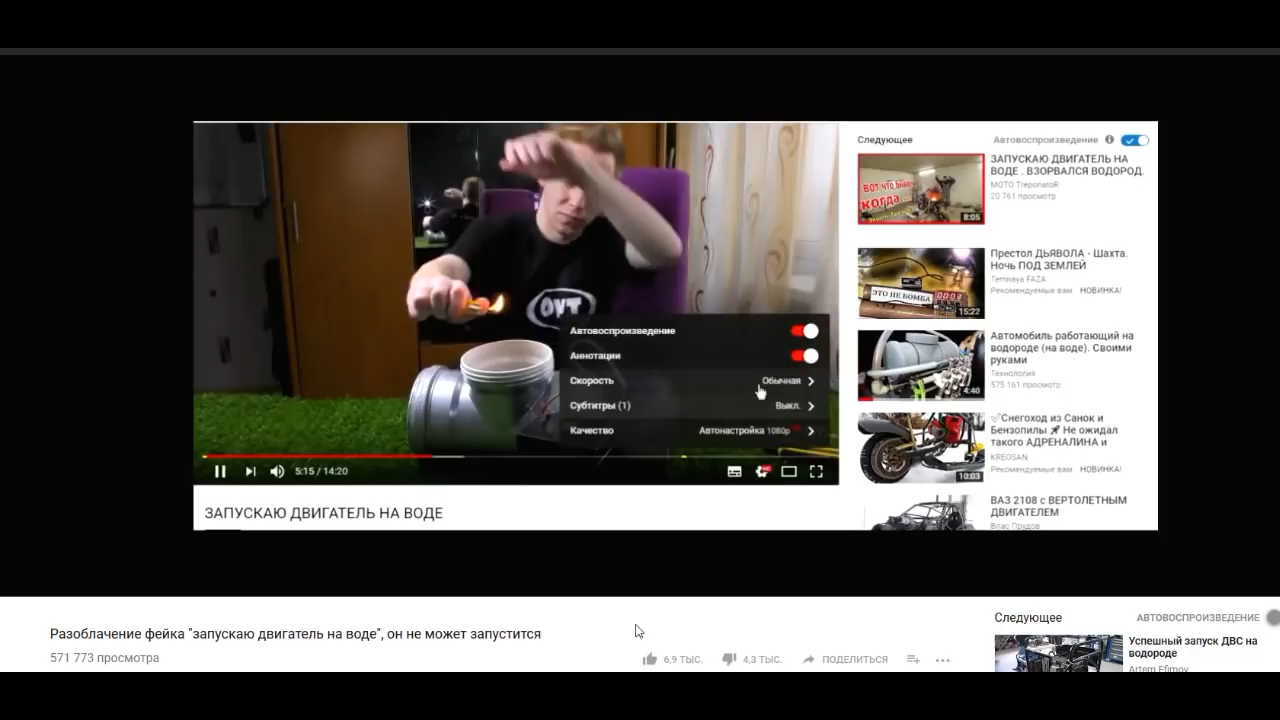 OVT
Автовоспроизведение
Аннотации
Скорость Обычная
Субтитры (1) Выкл.
Качество Автонастройка 1080p
5:15 / 14:20
ЗАПУСКАЮ ДВИГАТЕЛЬ НА ВОДЕ
Следующее Автовоспроизведение
ВОТ ЧТО БЫВАЕТ
КОГДА...
8:05
ЗАПУСКАЮ ДВИГАТЕЛЬ НА
ВОДЕ . ВЗОРВАЛСЯ ВОДОРОД.
МОТО TreponatoR
20 761 просмотр
ЭТО НЕ БОМБА
15:22
Престол ДЬЯВОЛА - Шахта.
Ночь ПОД ЗЕМЛЕЙ
Temnaya FAZA
Рекомендуемые вам НОВИНКА!
4:40
Автомобиль работающий на
водороде (на воде). Своими
руками
Технология
575 161 просмотр
10:03
Снегоход из Санок и
Бензопилы Не ожидал
такого АДРЕНАЛИНА и
KREOSAN
Рекомендуемые вам НОВИНКА!
ВАЗ 2108 с ВЕРТОЛЕТНЫМ
ДВИГАТЕЛЕМ
Влас Прудов
Разоблачение фейка "запускаю двигатель на воде", он не может запустится
571 773 просмотра
6,9 ТЫС. 4,3 ТЫС. ПОДЕЛИТЬСЯ
Следующее АВТОВОСПРОИЗВЕДЕНИЕ
Успешный запуск ДВС на
водороде
Artem Efimov